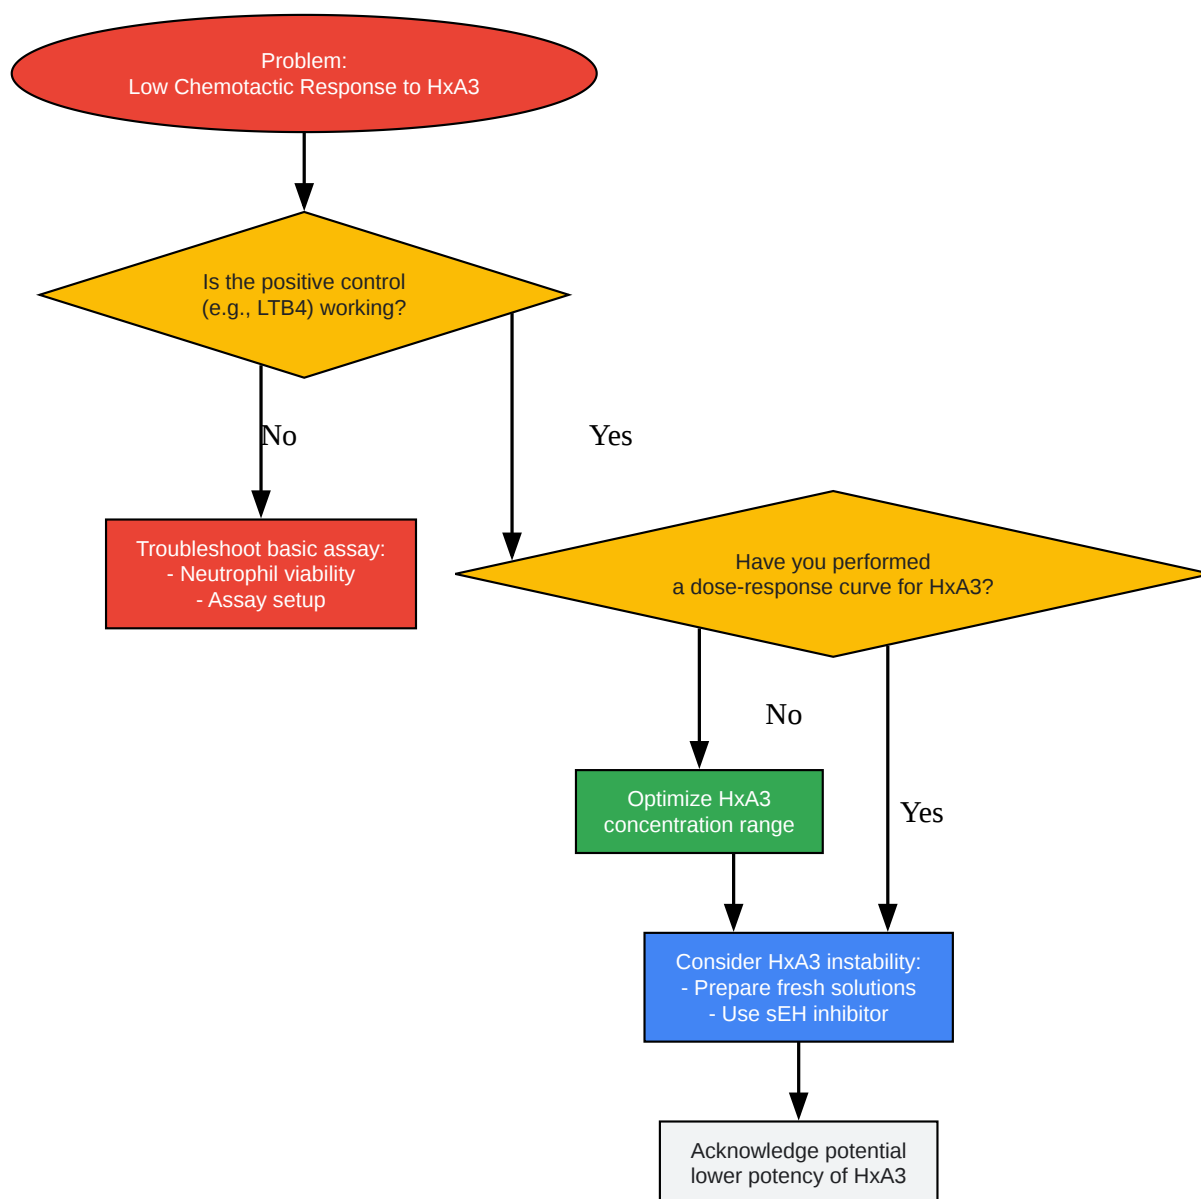 Problem:
Low Chemotactic Response to HxA3
Is the positive control
(e.g., LTB4) working?
No
Yes
Troubleshoot basic assay:
- Neutrophil viability
- Assay setup
Have you performed
a dose-response curve for HxA3?
No
Yes
Optimize HxA3
concentration range
Consider HxA3 instability:
- Prepare fresh solutions
- Use sEH inhibitor
Acknowledge potential
lower potency of HxA3